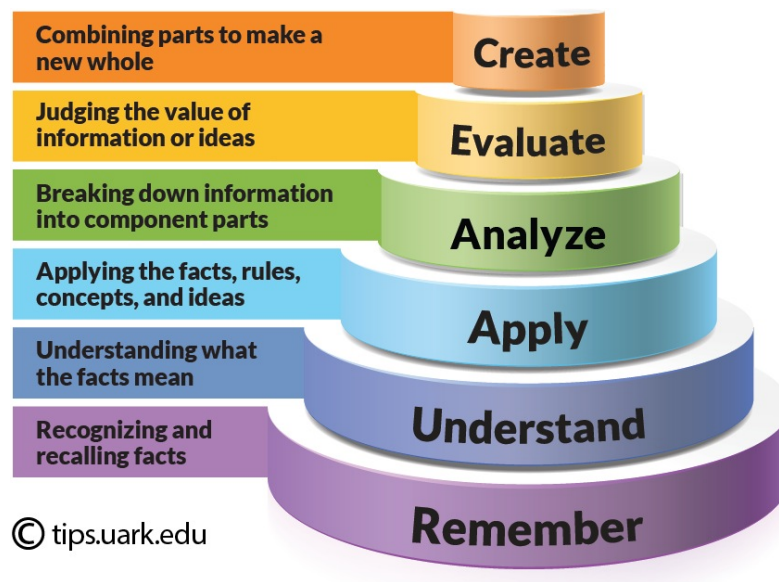 Combining parts to make a
new whole
Create
Judging the value of
information or ideas
Evaluate
Breaking down information
into component parts
Analyze
Applying the facts, rules,
concepts, and ideas
Apply
Understanding what
the facts mean
Understand
Recognizing and
recalling facts
Remember
© tips.uark.edu